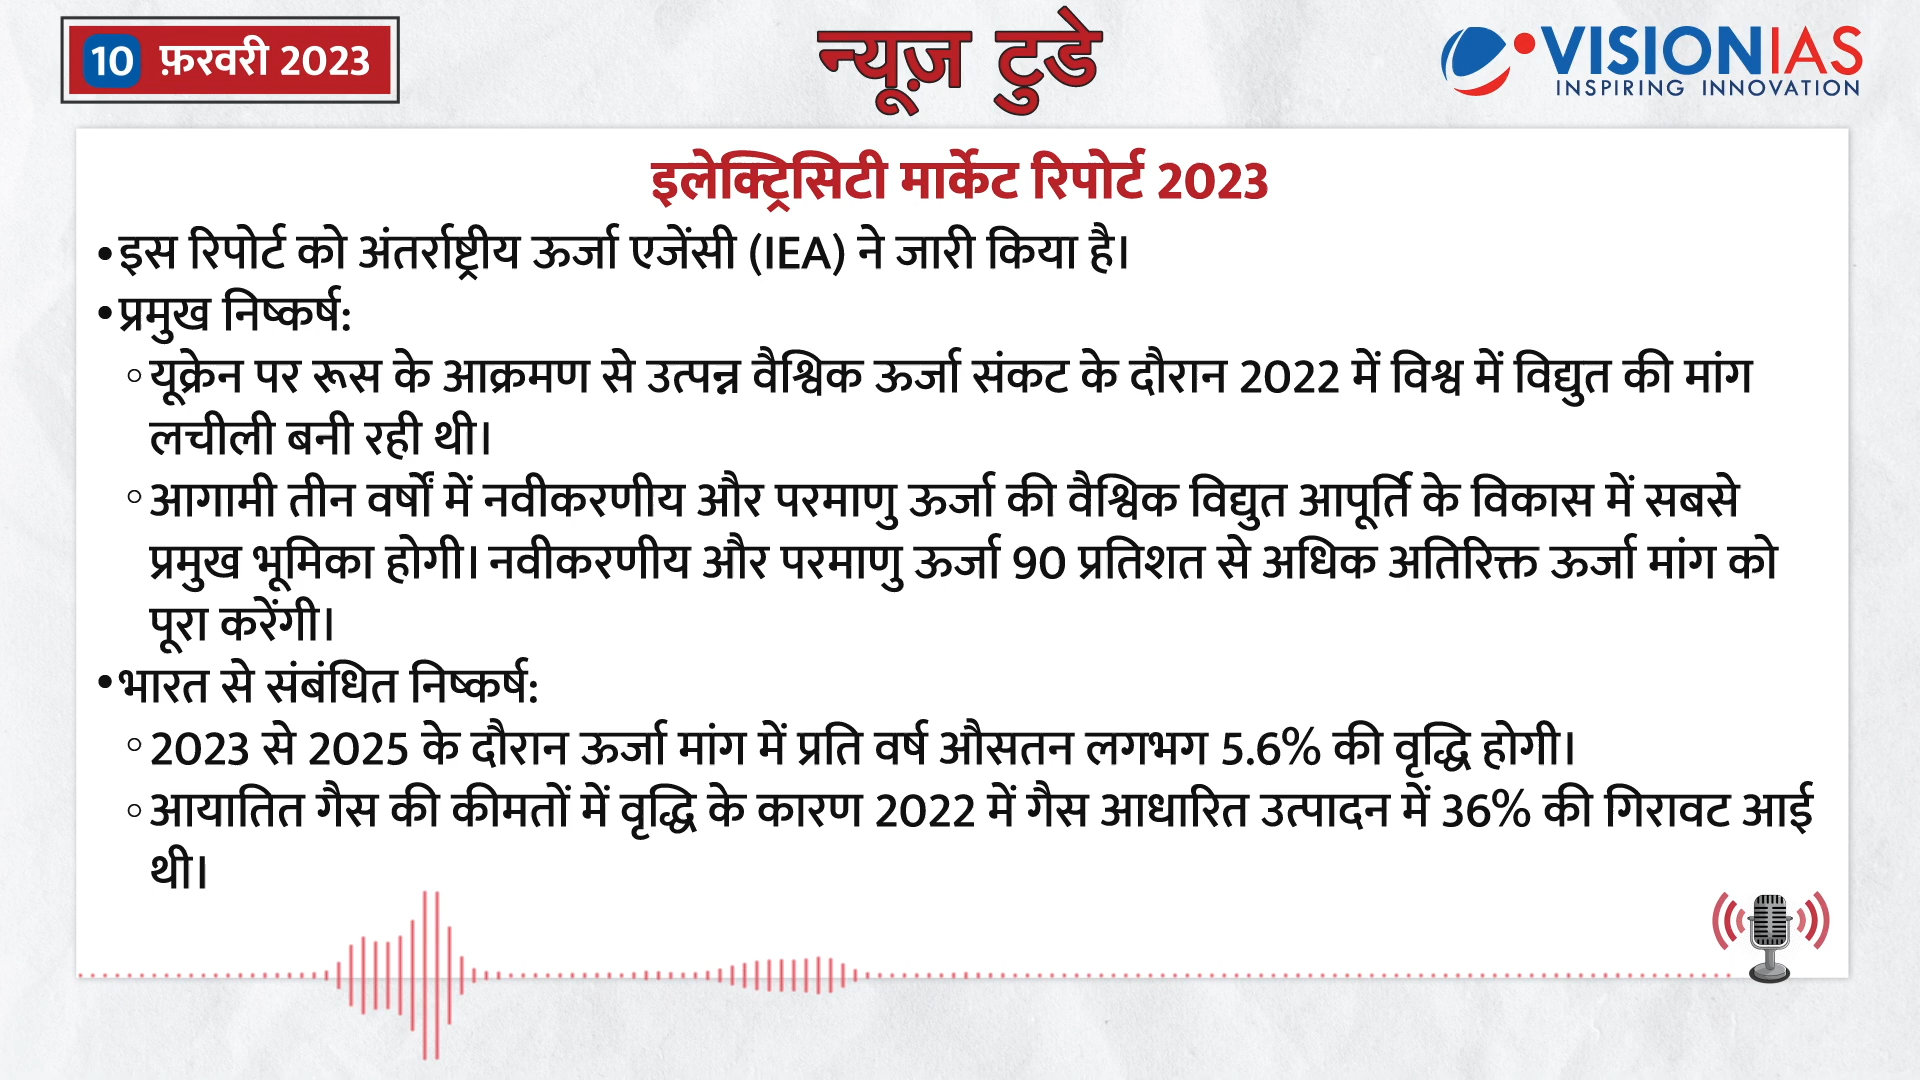 10 फ़रवरी 2023
न्यूज़ टुडे
VISIONIAS
INSPIRING INNOVATION
इलेक्ट्रिसिटी मार्केट रिपोर्ट 2023
•इस रिपोर्ट को अंतर्राष्ट्रीय ऊर्जा एजेंसी (IEA) ने जारी किया है।
•प्रमुख निष्कर्ष:
◦यूक्रेन पर रूस के आक्रमण से उत्पन्न वैश्विक ऊर्जा संकट के दौरान 2022 में विश्व में विद्युत की मांग
लचीली बनी रही थी।
◦आगामी तीन वर्षों में नवीकरणीय और परमाणु ऊर्जा की वैश्विक विद्युत आपूर्ति के विकास में सबसे
प्रमुख भूमिका होगी। नवीकरणीय और परमाणु ऊर्जा 90 प्रतिशत से अधिक अतिरिक्त ऊर्जा मांग को
पूरा करेंगी।
•भारत से संबंधित निष्कर्ष:
◦2023 से 2025 के दौरान ऊर्जा मांग में प्रति वर्ष औसतन लगभग 5.6% की वृद्धि होगी।
◦आयातित गैस की कीमतों में वृद्धि के कारण 2022 में गैस आधारित उत्पादन में 36% की गिरावट आई
थी।